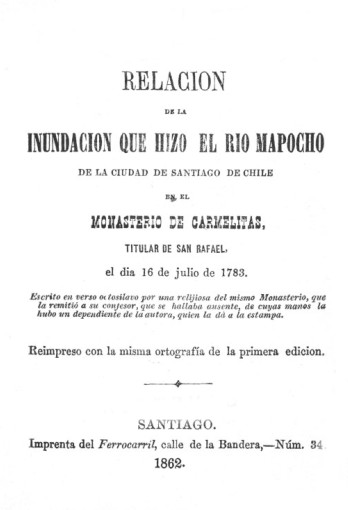 RELACION
DE LA
INUNDACION QUE HIZO EL RIO MAPOCHO
DE LA CIUDAD DE SANTIAGO DE CHILE
EN EL
MONASTERIO DE CARMELITAS,
TITULAR DE SAN RAFAEL,
el dia 16 de julio de 1783.
Escrito en verso octosilavo por una relijiosa del mismo Monasterio, que
la remitió a su confesor, que se hallaba ausente, de cuyas manos la
hubo un dependiente de la autora, quien la dá a la estampa.
Reimpreso con la misma ortografía de la primera edicion.
SANTIAGO.
Imprenta del Ferrocarril, calle de la Bandera,—Núm. 34
1862.